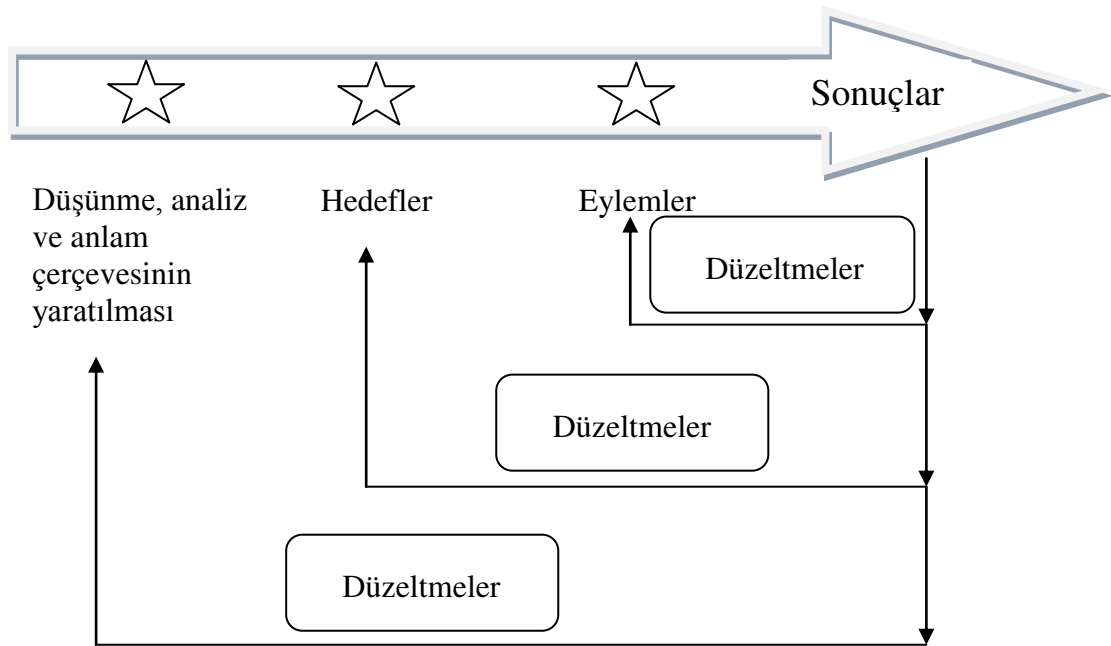 Sonuçlar
Düşünme, analiz
ve anlam
çerçevesinin
yaratılması
Hedefler
Eylemler
Düzeltmeler
Düzeltmeler
Düzeltmeler